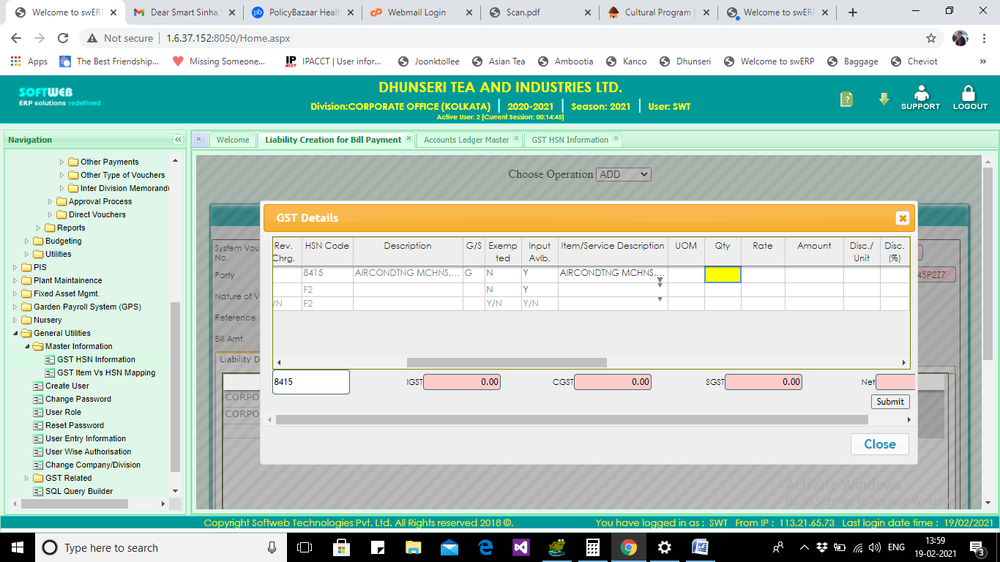 Welcome to swERP
Dear Smart Sinha,
PolicyBazaar Heal
Webmail Login
Scan.pdf
Cultural Program |
Welcome to swERP
Not secure | 1.6.37.152:8050/Home.aspx
Apps The Best Friendship... Missing Someone... IPACCT | User infor... Joonktollee Asian Tea Ambootia Kanco Dhunseri Welcome to swERP Baggage Cheviot »
SOFTWEB
ERP solutions redefined
DHUNSERI TEA AND INDUSTRIES LTD.
Division:CORPORATE OFFICE (KOLKATA) | 2020-2021 | Season: 2021 | User: SWT
Active User: 2 [Current Session: 00:14:45]
SUPPORT
LOGOUT
Navigation
Other Payments
Other Type of Vouchers
Inter Division Memorand
Approval Process
Direct Vouchers
Reports
Budgeting
Utilities
PIS
Plant Maintainence
Fixed Asset Mgmt.
Garden Payroll System (GPS)
Nursery
General Utilities
Master Information
GST HSN Information
GST Item Vs HSN Mapping
Create User
Change Password
User Role
Reset Password
User Entry Information
User Wise Authorisation
Change Company/Division
GST Related
SQL Query Builder
Welcome
Liability Creation for Bill Payment
Accounts Ledger Master
GST HSN Information
Choose Operation ADD
System Vou
No.
Party
45P2Z7
Nature of V
Reference
Bill Amt.
Liability D
CORPO
CORPO
GST Details
Rev. Chrg. HSN Code Description G/S Exemp ted Input Avlb. Item/Service Description UOM Qty Rate Amount Disc./ Unit Disc. (%)
8415 AIRCONDTNG MCHNS,... G N Y AIRCONDTNG MCHNS,...
F2 N Y
/N F2 Y/N Y/N
8415 IGST 0.00 CGST 0.00 SGST 0.00 Net
Submit
Close
Activate Windows
Go to Settings to activate Windows
Copyright Softweb Technologies Pvt. Ltd. All Rights reserved 2018 ©. You have logged in as : SWT From IP : 113.21.65.73 Last login date time : 19/02/2021
Type here to search
ENG
13:59
19-02-2021
3